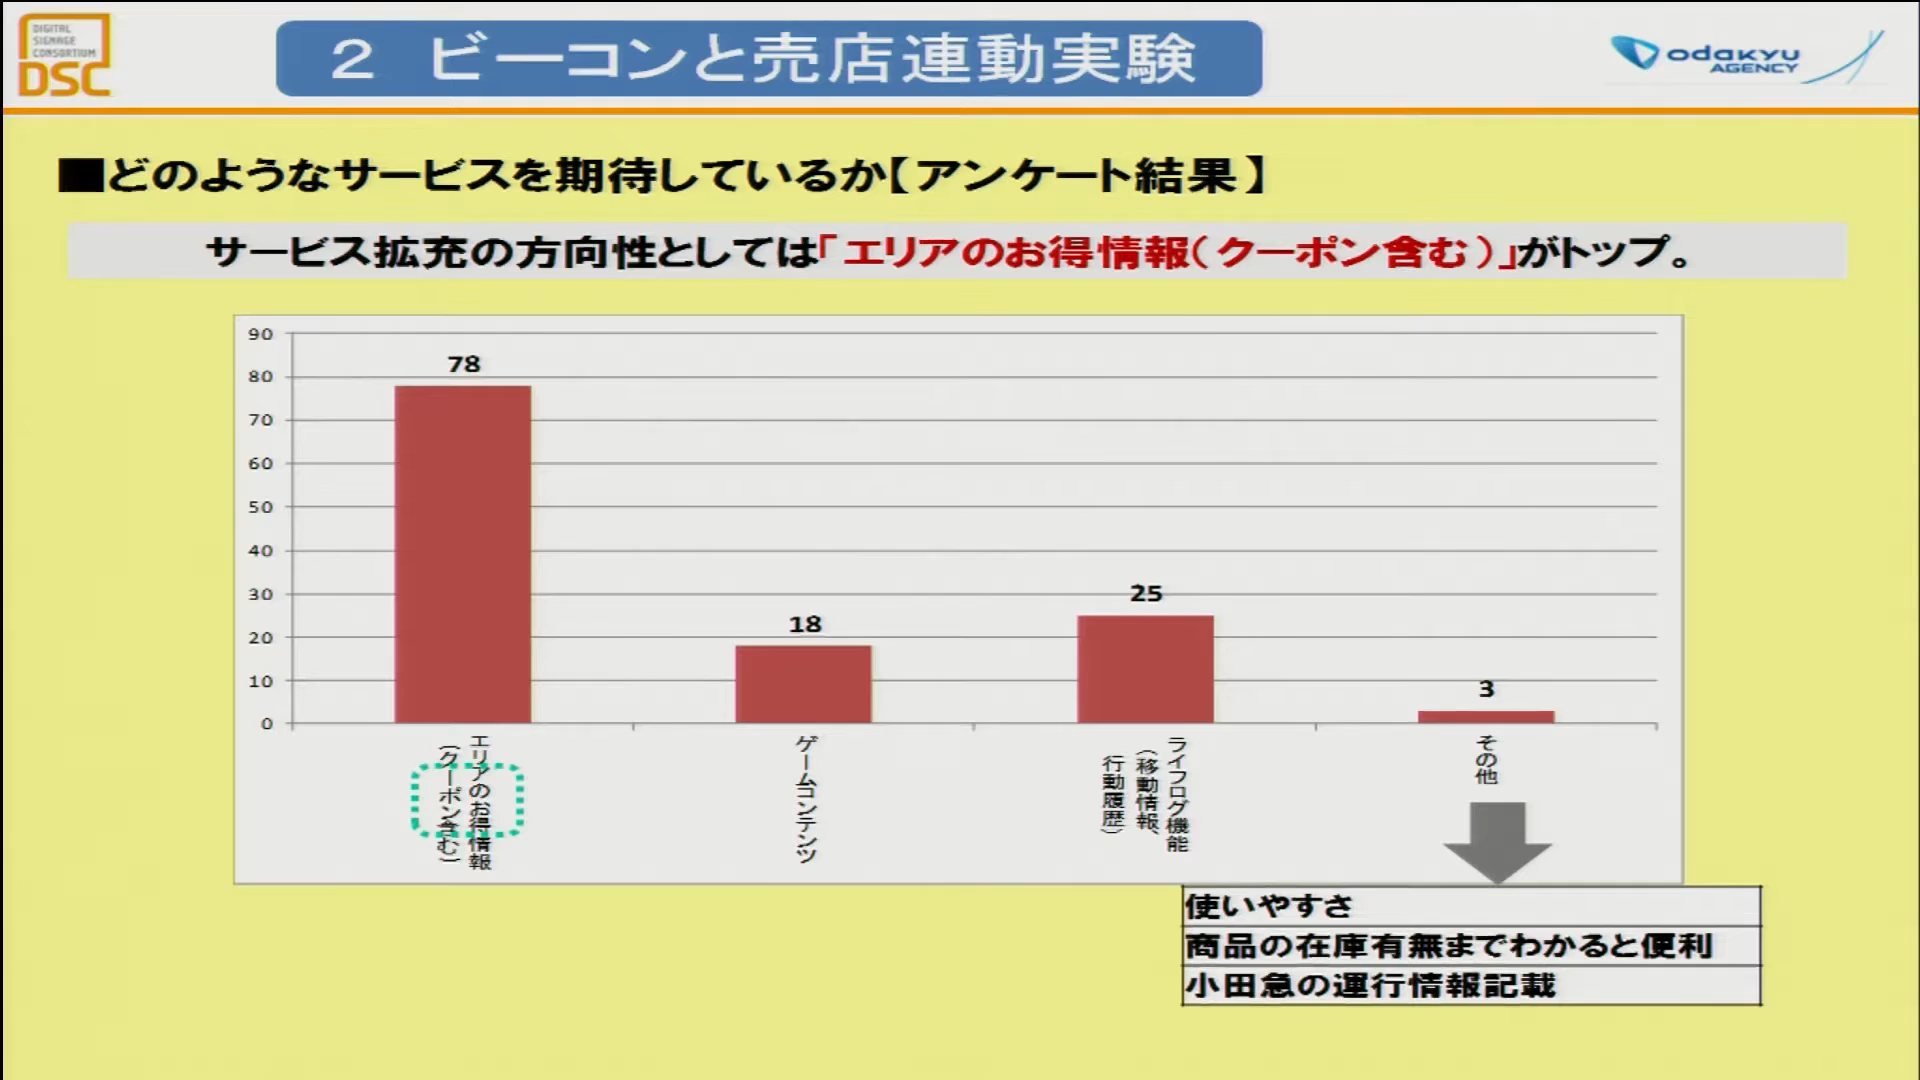 DIGITAL
SIGNAGE
CONSORTIUM
DSC
2 ビーコンと売店連動実験
odakyu
AGENCY
■どのようなサービスを期待しているか【アンケート結果】
サービス拡充の方向性としては「エリアのお得情報(クーポン含む)」がトップ。
90
80
70
60
50
40
30
20
10
0
78
18
25
3
エリアのお得情報
(クーポン含む)
ゲームコンテンツ
ライフログ機能
(移動情報、
行動履歴)
その他
使いやすさ
商品の在庫有無までわかると便利
小田急の運行情報記載